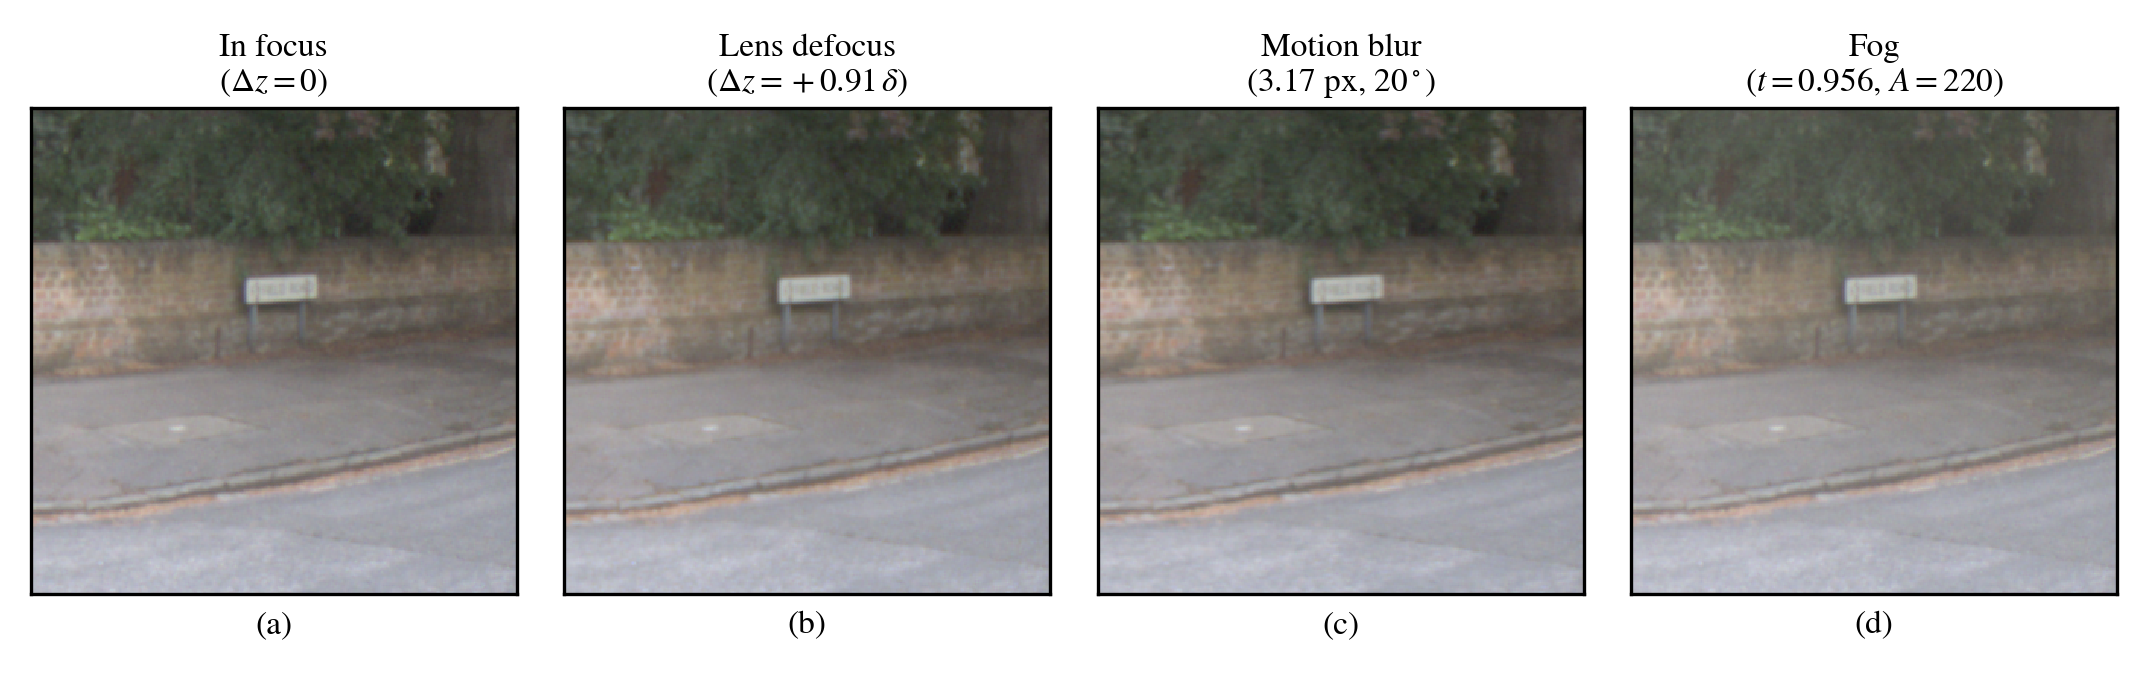 In focus
(Δz = 0)
Lens defocus
(Δz = +0.91 δ)
Motion blur
(3.17 px, 20°)
Fog
(t = 0.956, A = 220)
(a)
(b)
(c)
(d)